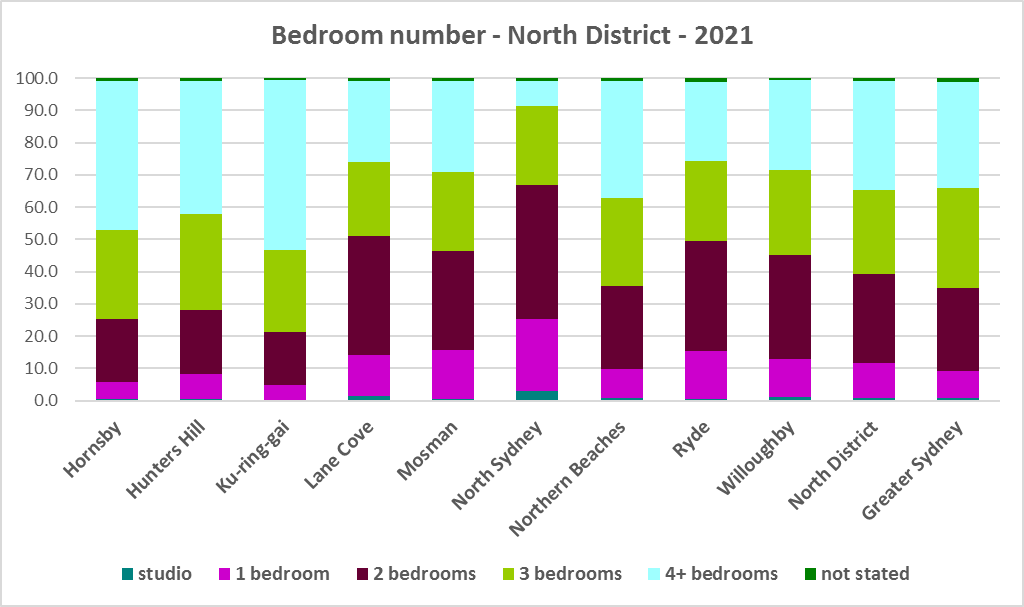 Bedroom number - North District - 2021
100.0
90.0
80.0
70.0
60.0
50.0
40.0
30.0
20.0
10.0
0.0
Hornsby
Hunters Hill
Ku-ring-gai
Lane Cove
Mosman
North Sydney
Northern Beaches
Ryde
Willoughby
North District
Greater Sydney
studio 1 bedroom 2 bedrooms 3 bedrooms 4+ bedrooms not stated